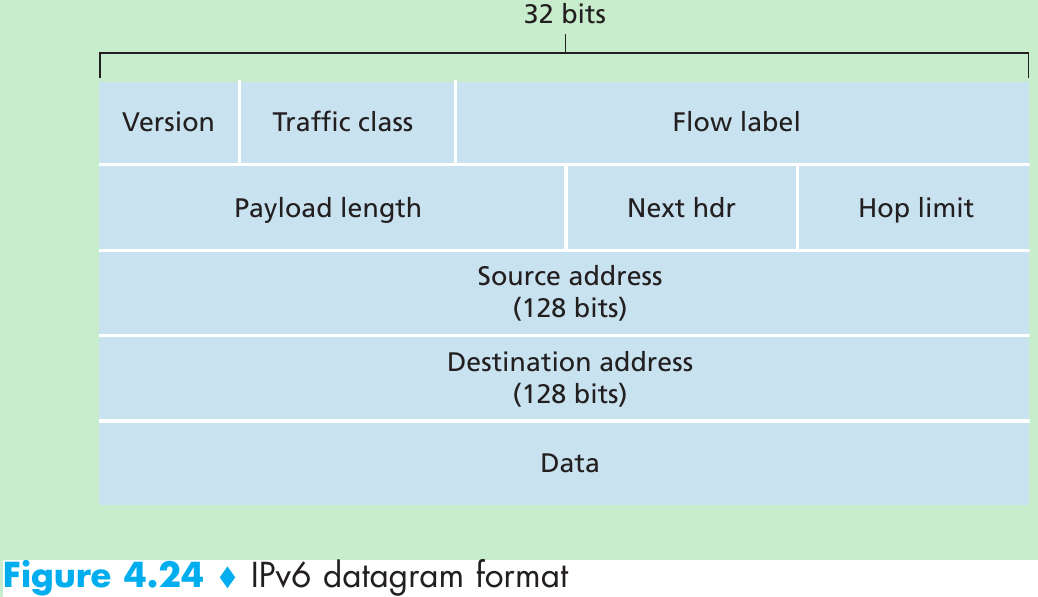 32 bits
Version Traffic class Flow label
Payload length Next hdr Hop limit
Source address
(128 bits)
Destination address
(128 bits)
Data
Figure 4.24 ♦ IPv6 datagram format